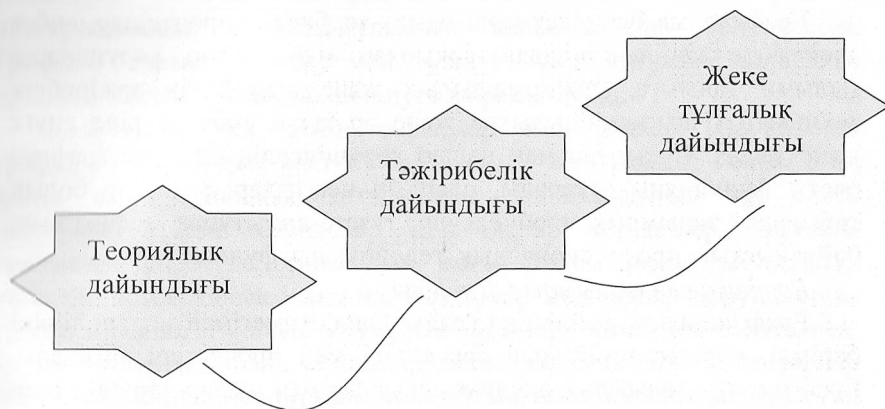 Жеке
тұлғалық
дайындығы
Тәжірибелік
дайындығы
Теориялық
дайындығы